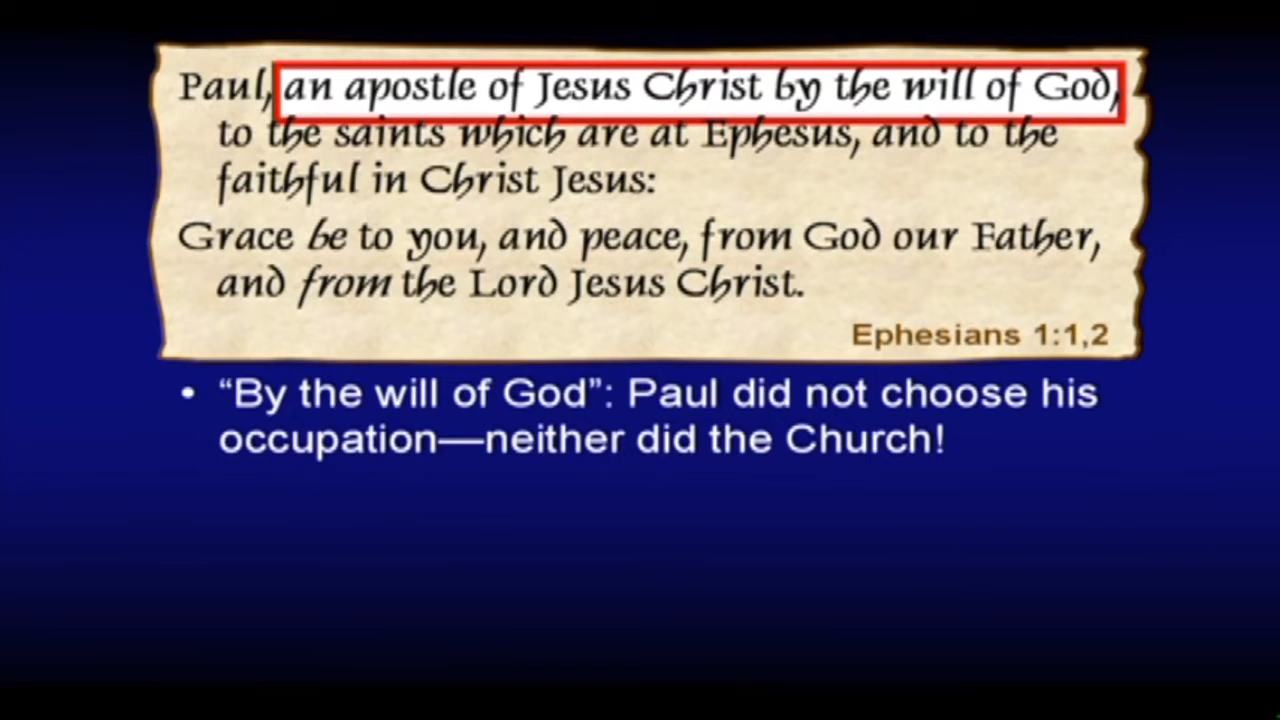 Paul, an apostle of Jesus Christ by the will of God,
to the saints which are at Ephesus, and to the
faithful in Christ Jesus:
Grace be to you, and peace, from God our Father,
and from the Lord Jesus Christ.
Ephesians 1:1,2
• “By the will of God”: Paul did not choose his
occupation—neither did the Church!